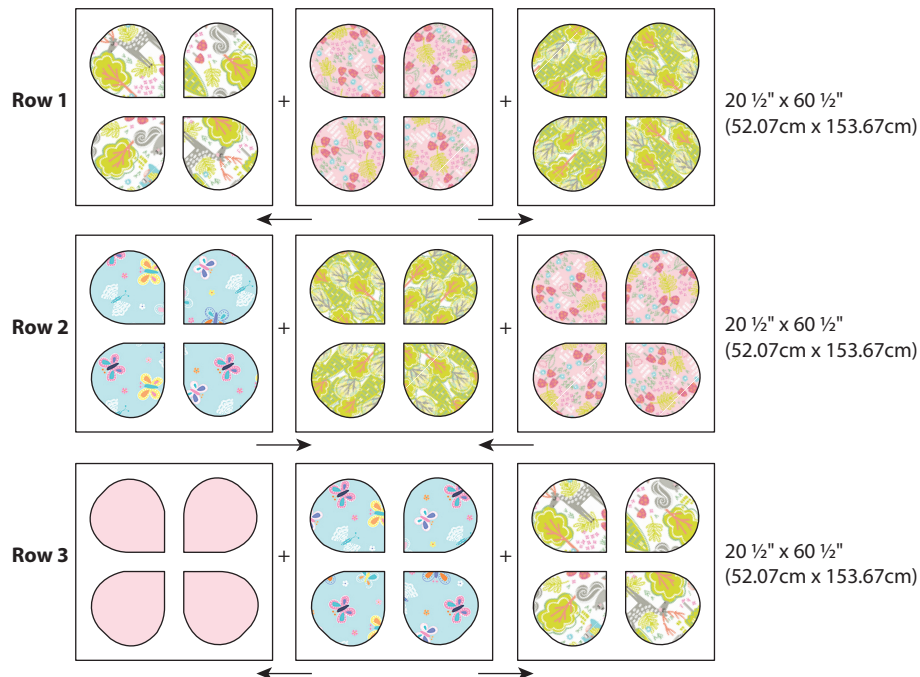 Row 1
+
+
20 ½" x 60 ½"
(52.07cm x 153.67cm)
Row 2
+
+
20 ½" x 60 ½"
(52.07cm x 153.67cm)
Row 3
+
+
20 ½" x 60 ½"
(52.07cm x 153.67cm)